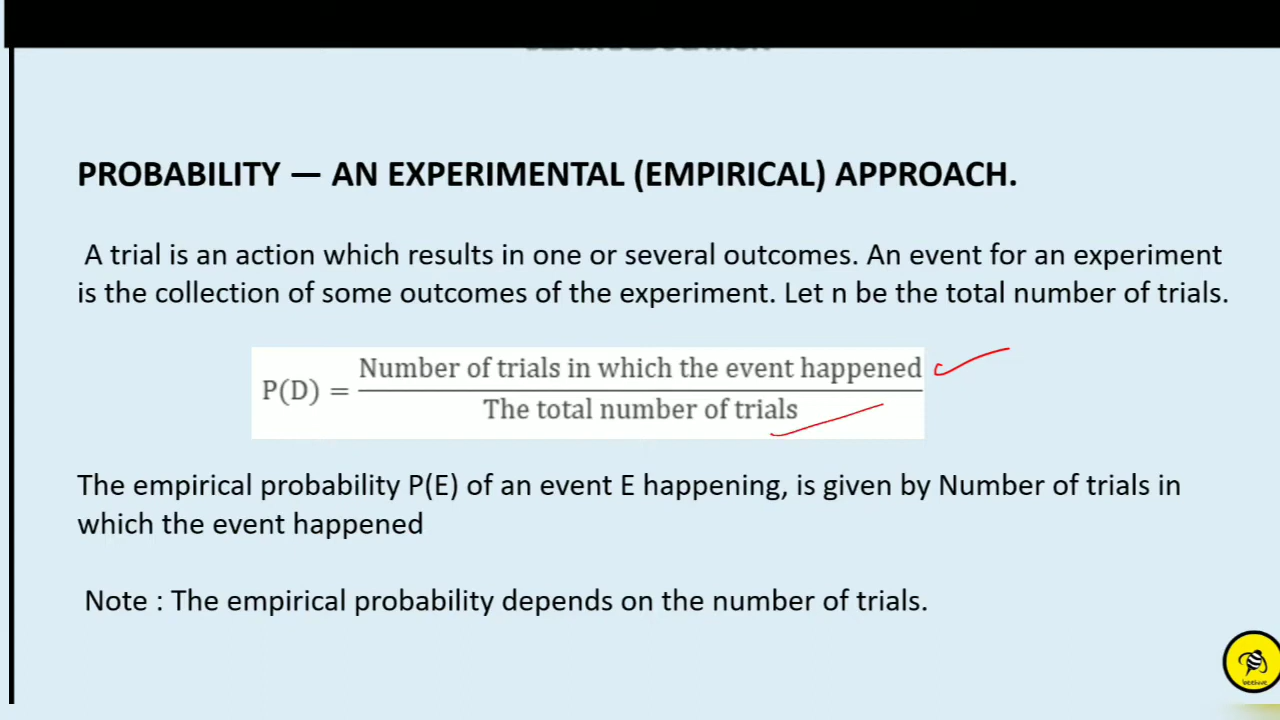 PROBABILITY — AN EXPERIMENTAL (EMPIRICAL) APPROACH.
A trial is an action which results in one or several outcomes. An event for an experiment
is the collection of some outcomes of the experiment. Let n be the total number of trials.
Number of trials in which the event happened
P(D) =
The total number of trials
The empirical probability P(E) of an event E happening, is given by Number of trials in
which the event happened
Note : The empirical probability depends on the number of trials.